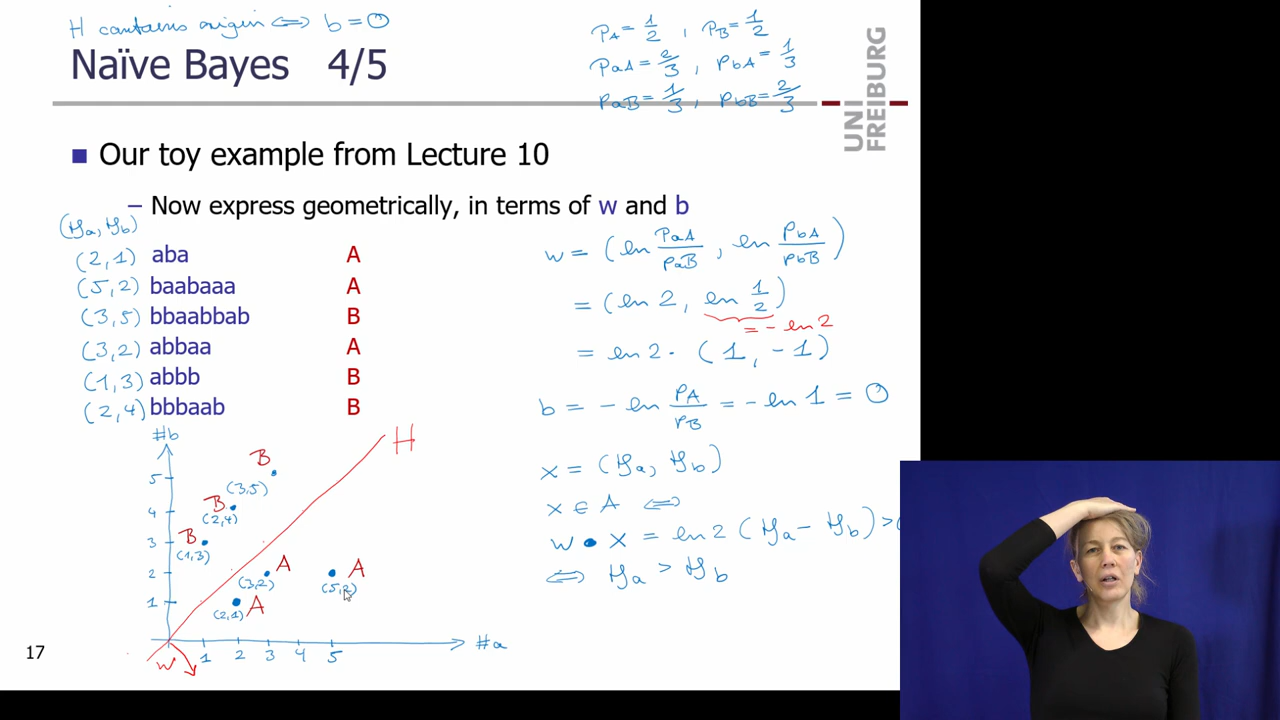 H contains origin ⟺ b = 0
Naïve Bayes 4/5
P_A = 1/2 , P_B = 1/2
P_aA = 2/3 , P_bA = 1/3
P_aB = 1/3 , P_bB = 2/3
UNI
FREIBURG
■ Our toy example from Lecture 10
– Now express geometrically, in terms of w and b
(#a, #b)
(2,1) aba A
(5,2) baabaaa A
(3,5) bbaabbab B
(3,2) abbaa A
(1,3) abbb B
(2,4) bbbaab B
w = (ln P_aA/P_aB , ln P_bA/P_bB)
= (ln 2, ln 1/2)
= - ln 2
= ln 2 · (1, -1)
b = - ln P_A/P_B = - ln 1 = 0
x = (#a, #b)
x ∈ A ⟺
w • x = ln 2 (#a - #b) >
⟺ #a > #b
#b
H
5
B
(3,5)
4
B
(2,4)
3
B
(1,3)
2
A
(3,2)
A
(5,2)
1
(2,1) A
#a
w
1 2 3 4 5
17